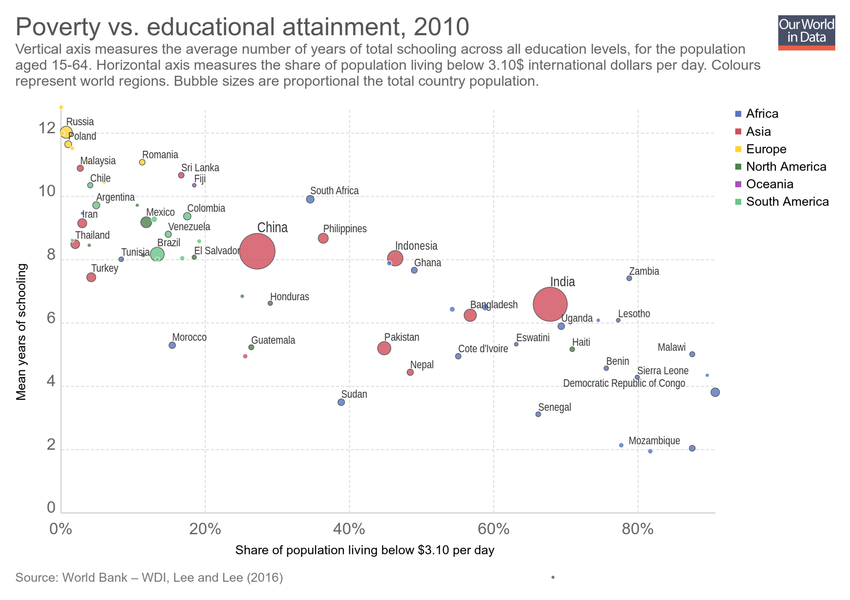 Poverty vs. educational attainment, 2010
Our World
in Data
Vertical axis measures the average number of years of total schooling across all education levels, for the population
aged 15-64. Horizontal axis measures the share of population living below 3.10$ international dollars per day. Colours
represent world regions. Bubble sizes are proportional the total country population.
Africa
Asia
Europe
North America
Oceania
South America
Mean years of schooling
12
10
8
6
4
2
0
Russia
Poland
Malaysia
Romania
Sri Lanka
Chile
Fiji
Argentina
South Africa
Iran
Mexico
Colombia
Thailand
Venezuela
China
Philippines
Brazil
Tunisia
El Salvador
Indonesia
Turkey
Ghana
Zambia
India
Honduras
Bangladesh
Uganda
Lesotho
Morocco
Guatemala
Pakistan
Cote d'Ivoire
Eswatini
Haiti
Malawi
Nepal
Benin
Sierra Leone
Democratic Republic of Congo
Sudan
Senegal
Mozambique
0%
20%
40%
60%
80%
Share of population living below $3.10 per day
Source: World Bank – WDI, Lee and Lee (2016)